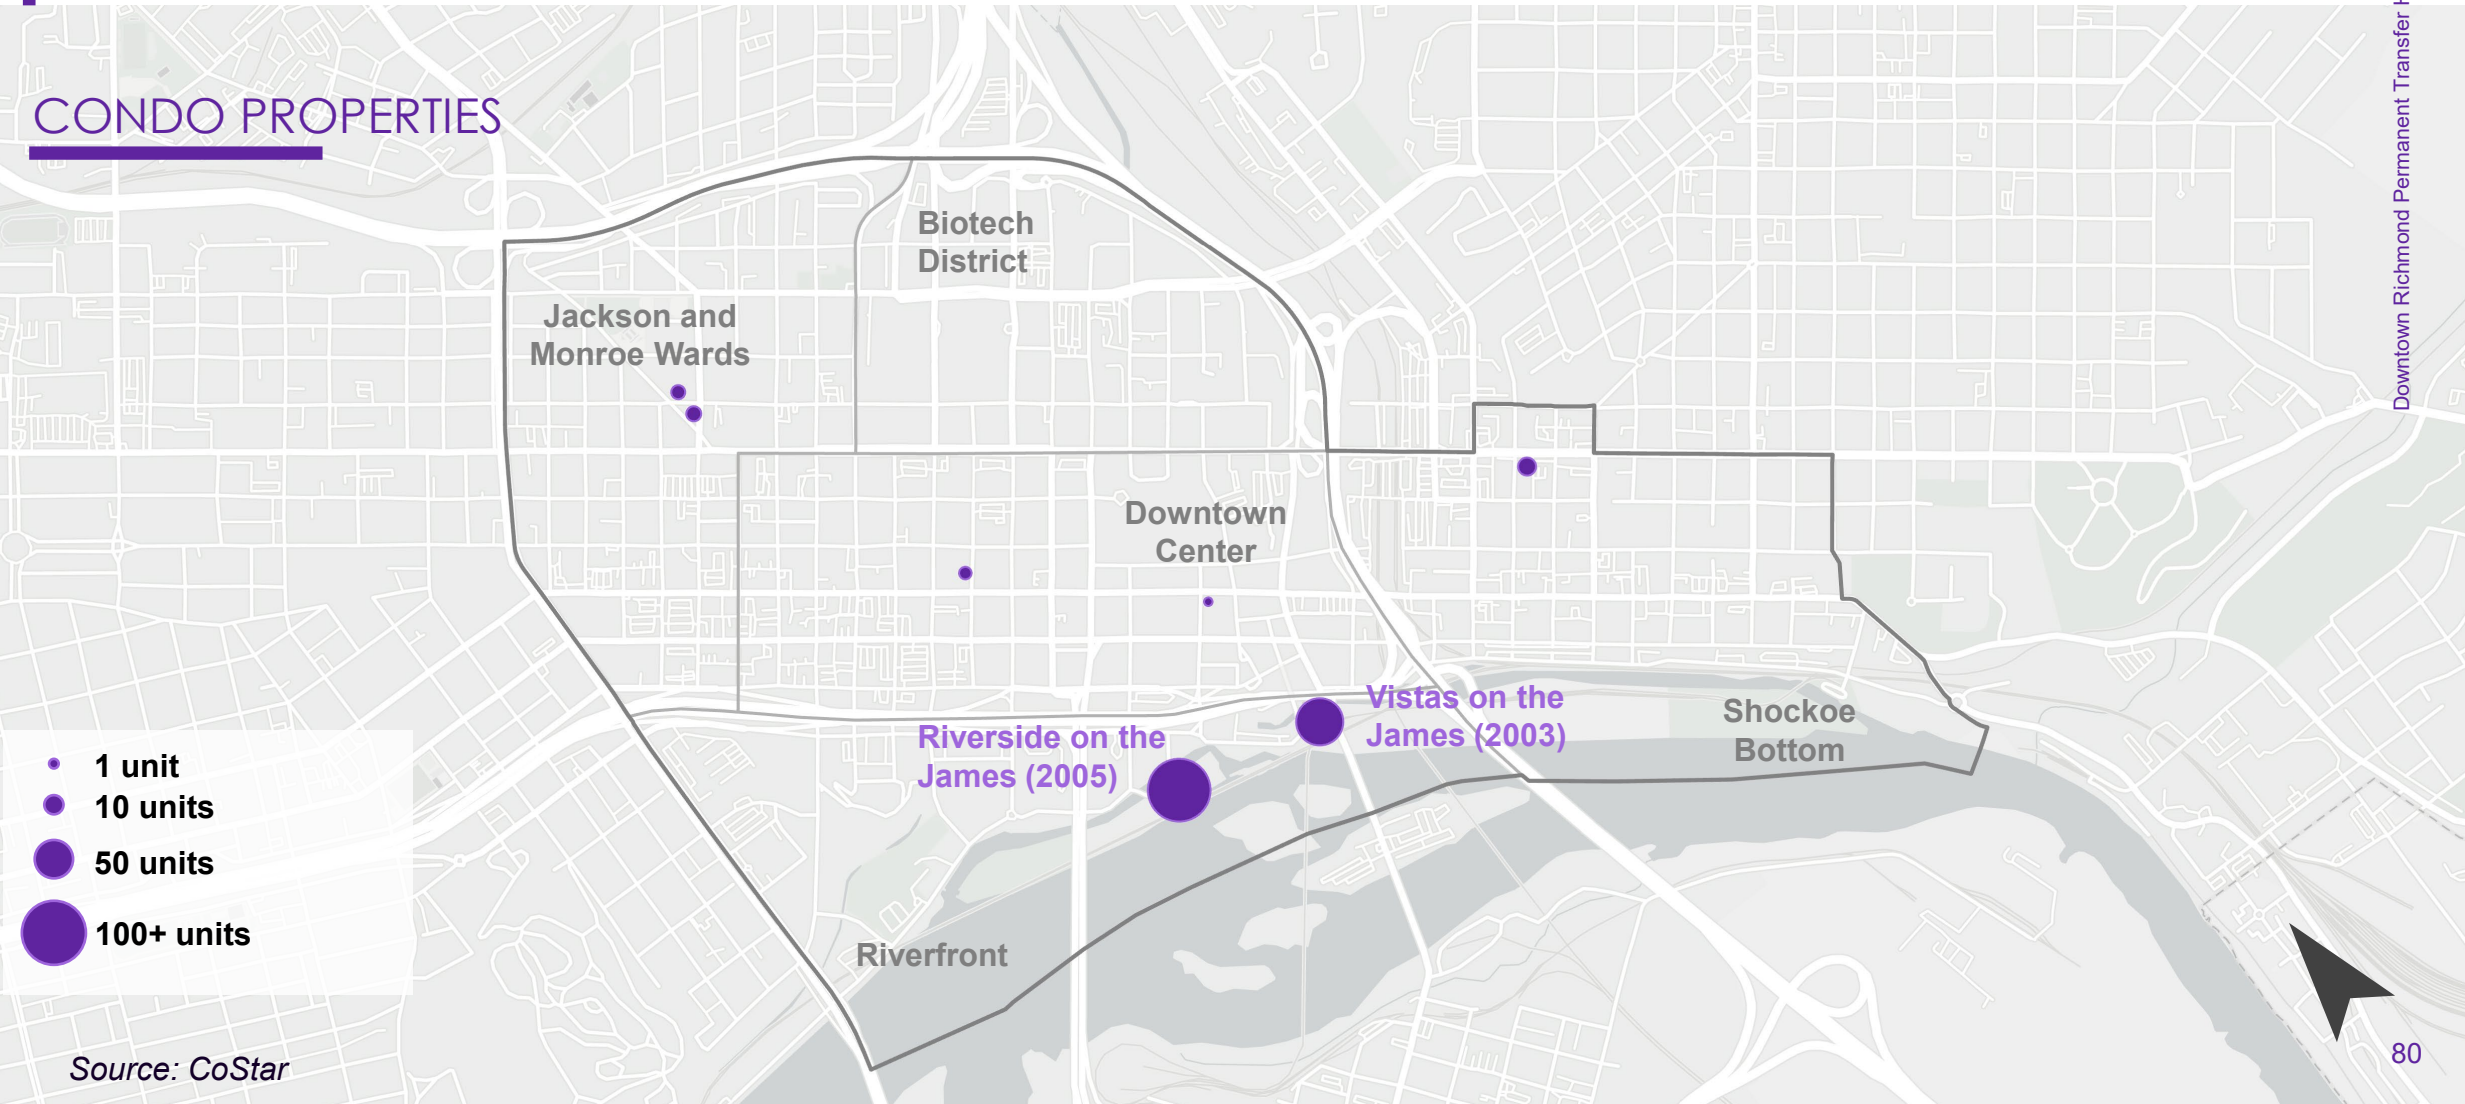 CONDO PROPERTIES
Biotech
District
Jackson and
Monroe Wards
Downtown
Center
Vistas on the
James (2003)
Riverside on the
James (2005)
Shockoe
Bottom
Riverfront
1 unit
10 units
50 units
100+ units
Source: CoStar
Downtown Richmond Permanent Transfer
80